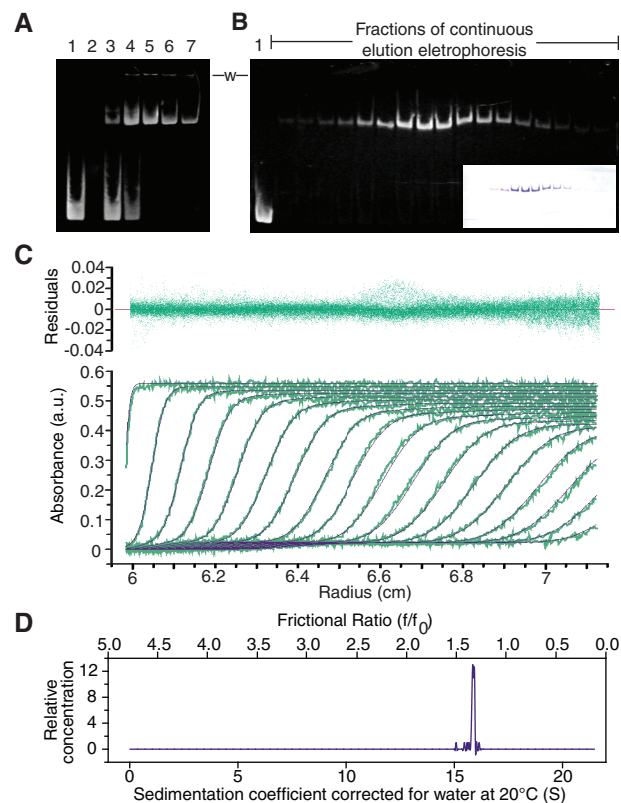 A
1 2 3 4 5 6 7
w
B
1
Fractions of continuous
elution eletrophoresis
C
Residuals
0.04
0.02
0
-0.02
-0.04
Absorbance (a.u.)
0.6
0.5
0.4
0.3
0.2
0.1
0
6 6.2 6.4 6.6 6.8 7
Radius (cm)
D
Frictional Ratio (f/f0)
5.0 4.5 4.0 3.5 3.0 2.5 2.0 1.5 1.0 0.5 0.0
Relative
concentration
12
8
4
0
0 5 10 15 20
Sedimentation coefficient corrected for water at 20°C (S)